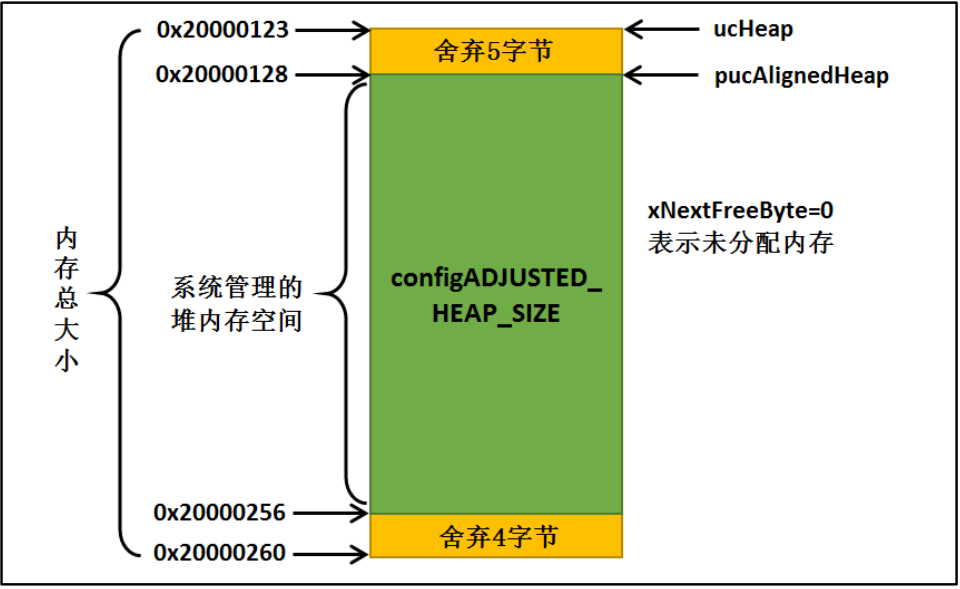 0x20000123
舍弃5字节
ucHeap
0x20000128
pucAlignedHeap
xNextFreeByte=0
表示未分配内存
内存总大小
系统管理的
堆内存空间
configADJUSTED_
HEAP_SIZE
0x20000256
舍弃4字节
0x20000260